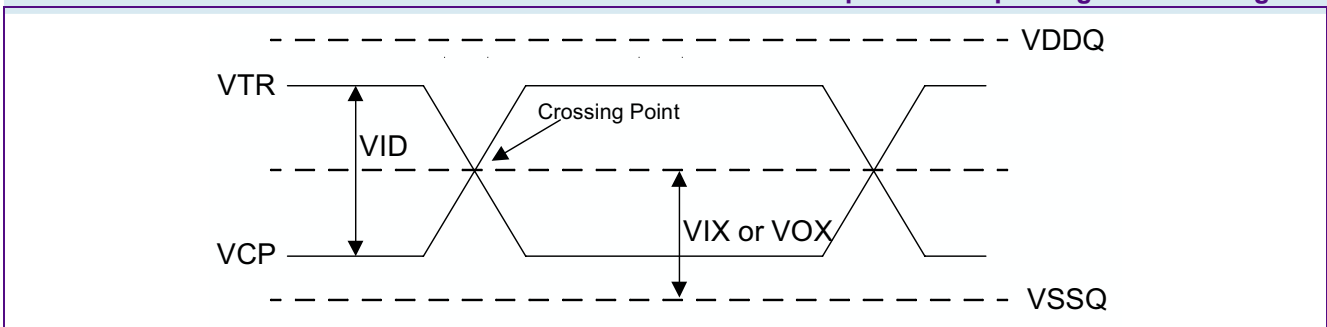 VDDQ
VTR
Crossing Point
VID
VIX or VOX
VCP
VSSQ